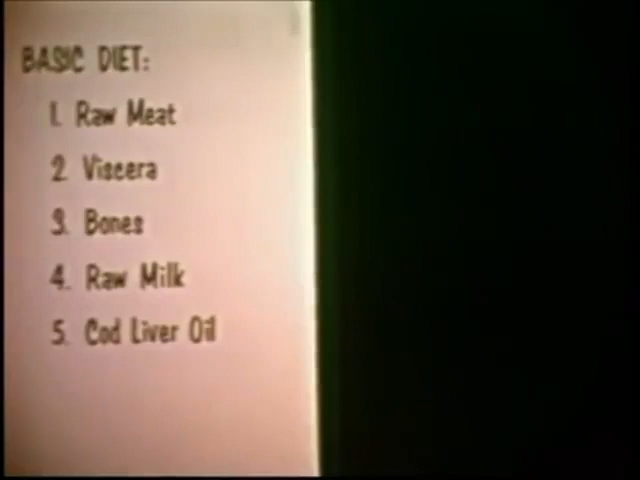 BASIC DIET:
1. Raw Meat
2. Viscera
3. Bones
4. Raw Milk
5. Cod Liver Oil